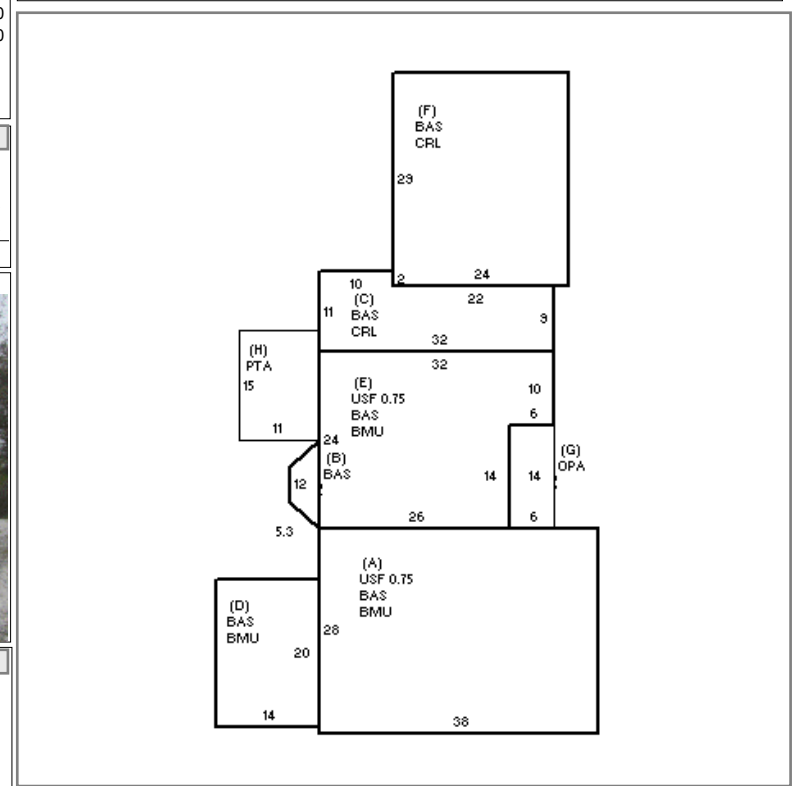 (F)
BAS
CRL
29
2
24
10
22
(C)
BAS
CRL
11
9
32
32
(H)
PTA
15
11
(E)
USF 0.75
BAS
BMU
10
6
24
(B)
BAS
12
14
14
(G)
OPA
26
6
5.3
(A)
USF 0.75
BAS
BMU
28
38
(D)
BAS
BMU
20
14